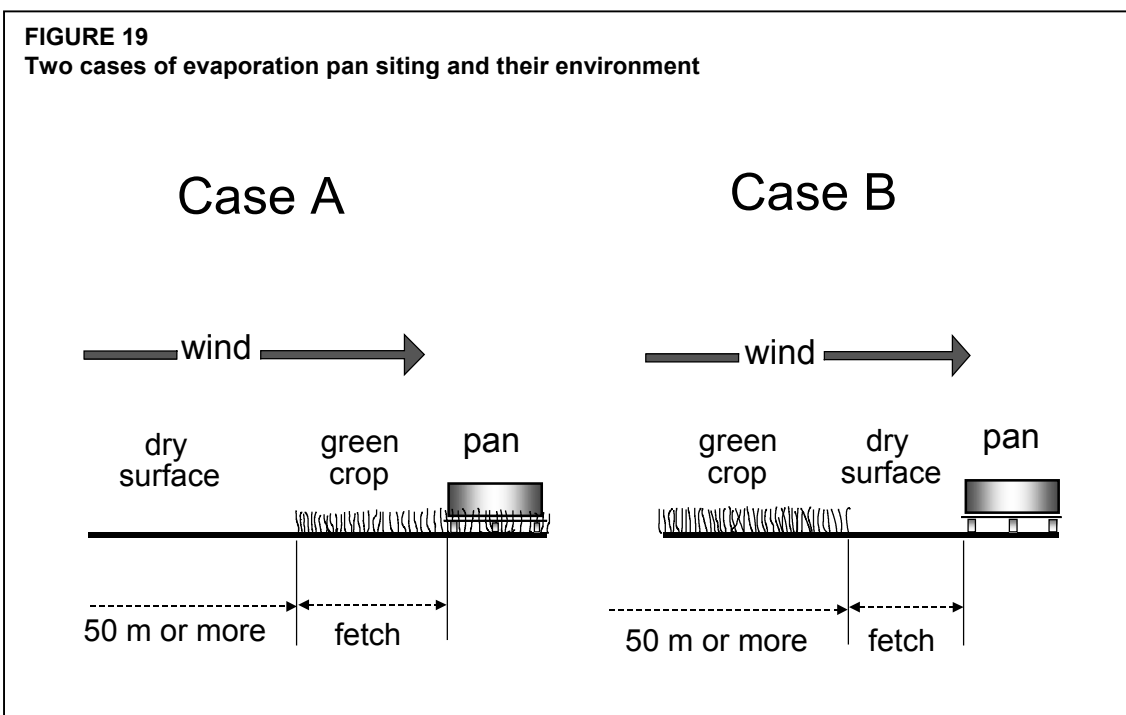 FIGURE 19
Two cases of evaporation pan siting and their environment
Case A
wind
dry
surface
green
crop
pan
50 m or more
fetch
Case B
wind
green
crop
dry
surface
pan
50 m or more
fetch